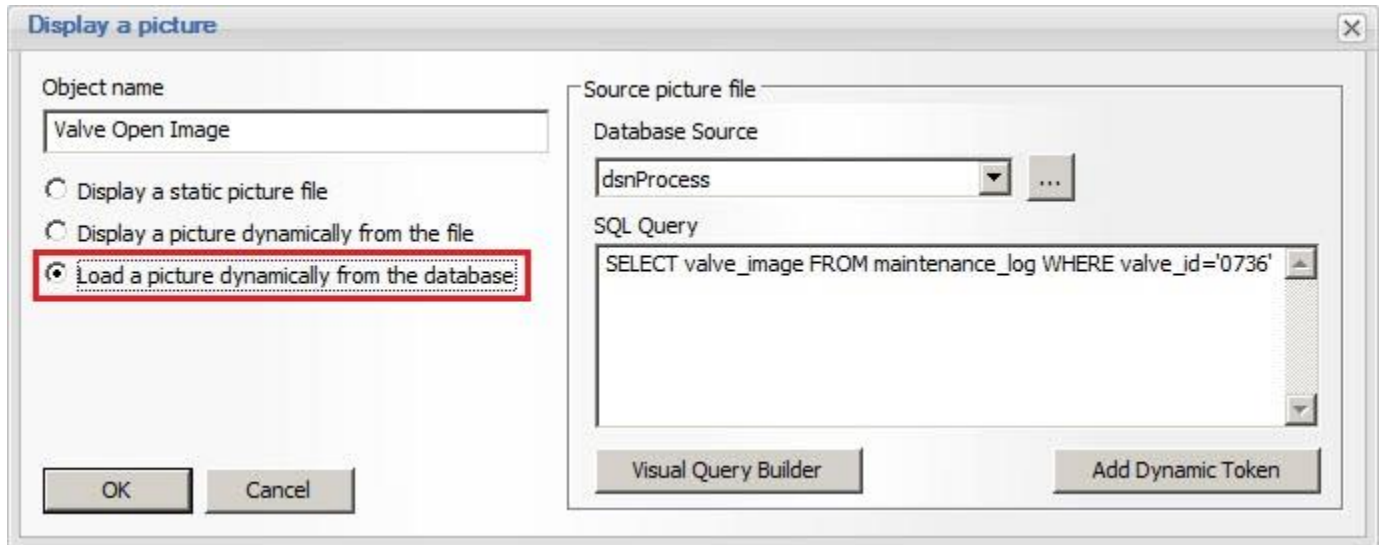 Display a picture
Object name
Valve Open Image
Display a static picture file
Display a picture dynamically from the file
Load a picture dynamically from the database
OK
Cancel
Source picture file
Database Source
dsnProcess
...
SQL Query
SELECT valve_image FROM maintenance_log WHERE valve_id='0736'
Visual Query Builder
Add Dynamic Token